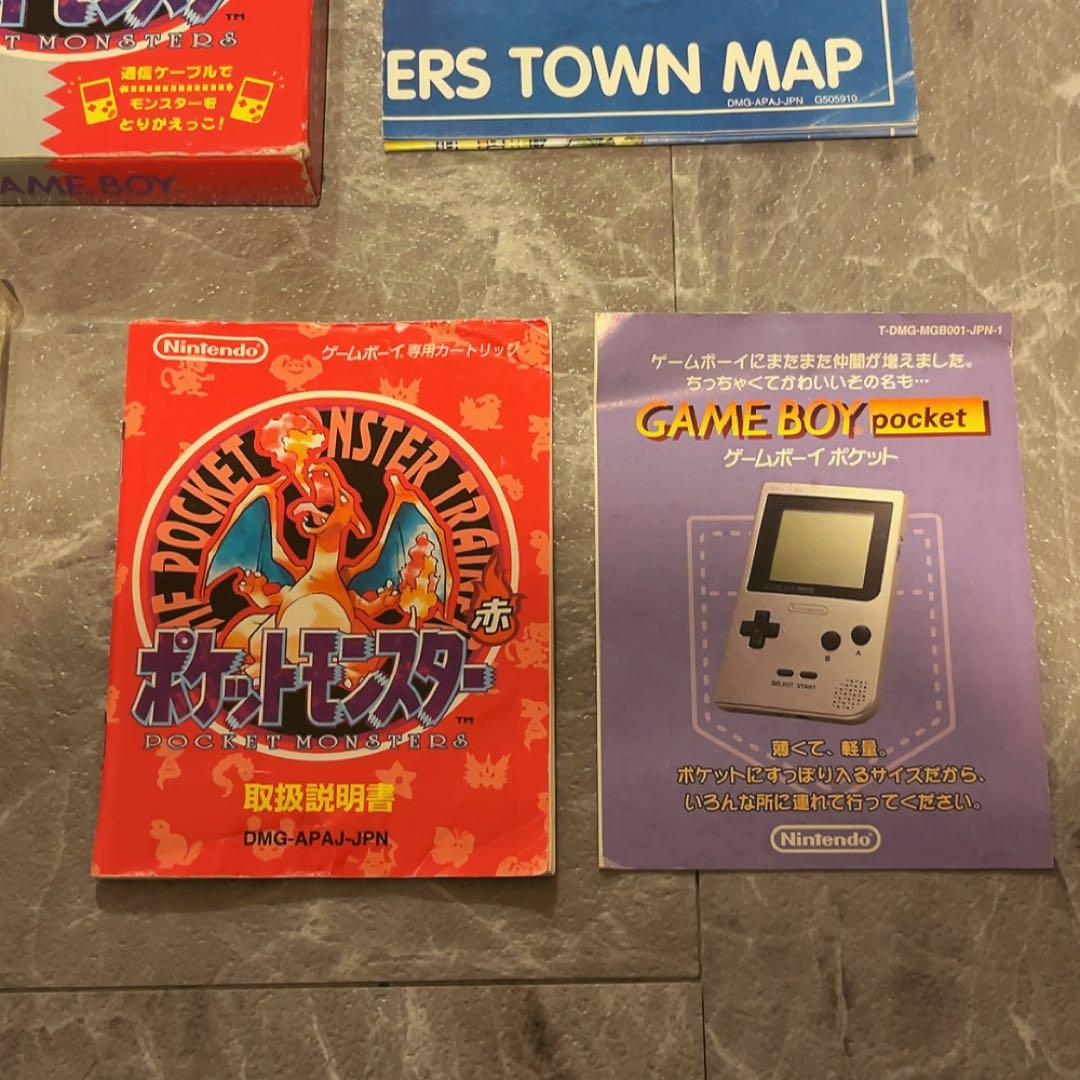 モンスタ
™
ET MONSTERS
通信ケーブルで
モンスターを
とりかえっこ!
GAME BOY
ERS TOWN MAP
DMG-APAJ-JPN G505910
Nintendo
ゲームボーイ専用カートリッジ
POCKET MONSTER TRAINE
赤
ポケットモンスター
™
POCKET MONSTERS
取扱説明書
DMG-APAJ-JPN
T-DMG-MGB001-JPN-1
ゲームボーイにまたまた仲間が増えました。
ちっちゃくてかわいいその名も…
GAME BOY® pocket
ゲームボーイ ポケット
B A
SELECT START
薄くて、軽量。
ポケットにすっぽり入るサイズだから、
いろんな所に連れて行ってください。
Nintendo®